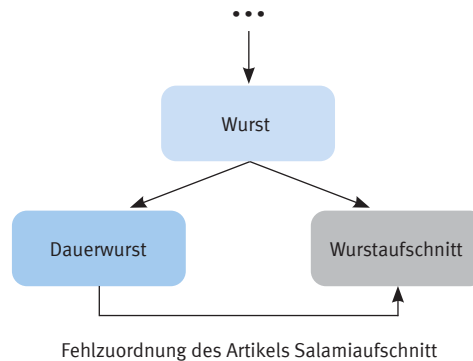 •••
Wurst
Dauerwurst
Wurstaufschnitt
Fehlzuordnung des Artikels Salamiaufschnitt